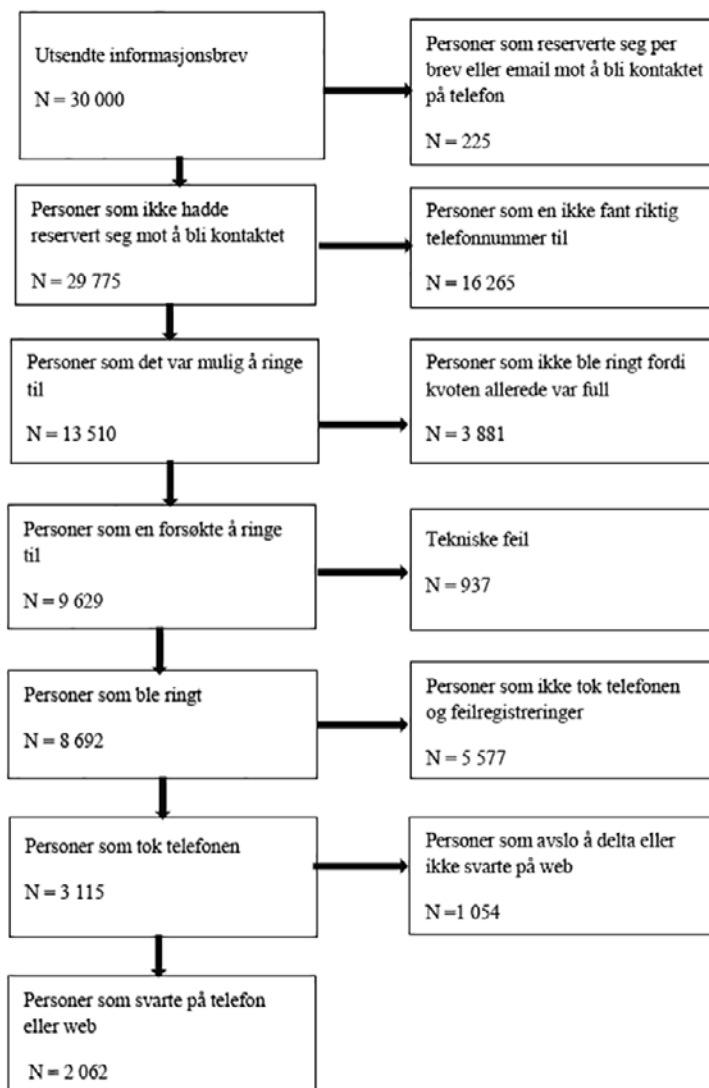 Utsendte informasjonsbrev
N = 30 000
Personer som reserverte seg per
brev eller email mot å bli kontaktet
på telefon
N = 225
Personer som ikke hadde
reservert seg mot å bli kontaktet
N = 29 775
Personer som en ikke fant riktig
telefonnummer til
N = 16 265
Personer som det var mulig å ringe
til
N = 13 510
Personer som ikke ble ringt fordi
kvoten allerede var full
N = 3 881
Personer som en forsøkte å ringe
til
N = 9 629
Tekniske feil
N = 937
Personer som ble ringt
N = 8 692
Personer som ikke tok telefonen
og feilregistreringer
N = 5 577
Personer som tok telefonen
N = 3 115
Personer som avslo å delta eller
ikke svarte på web
N =1 054
Personer som svarte på telefon
eller web
N = 2 062